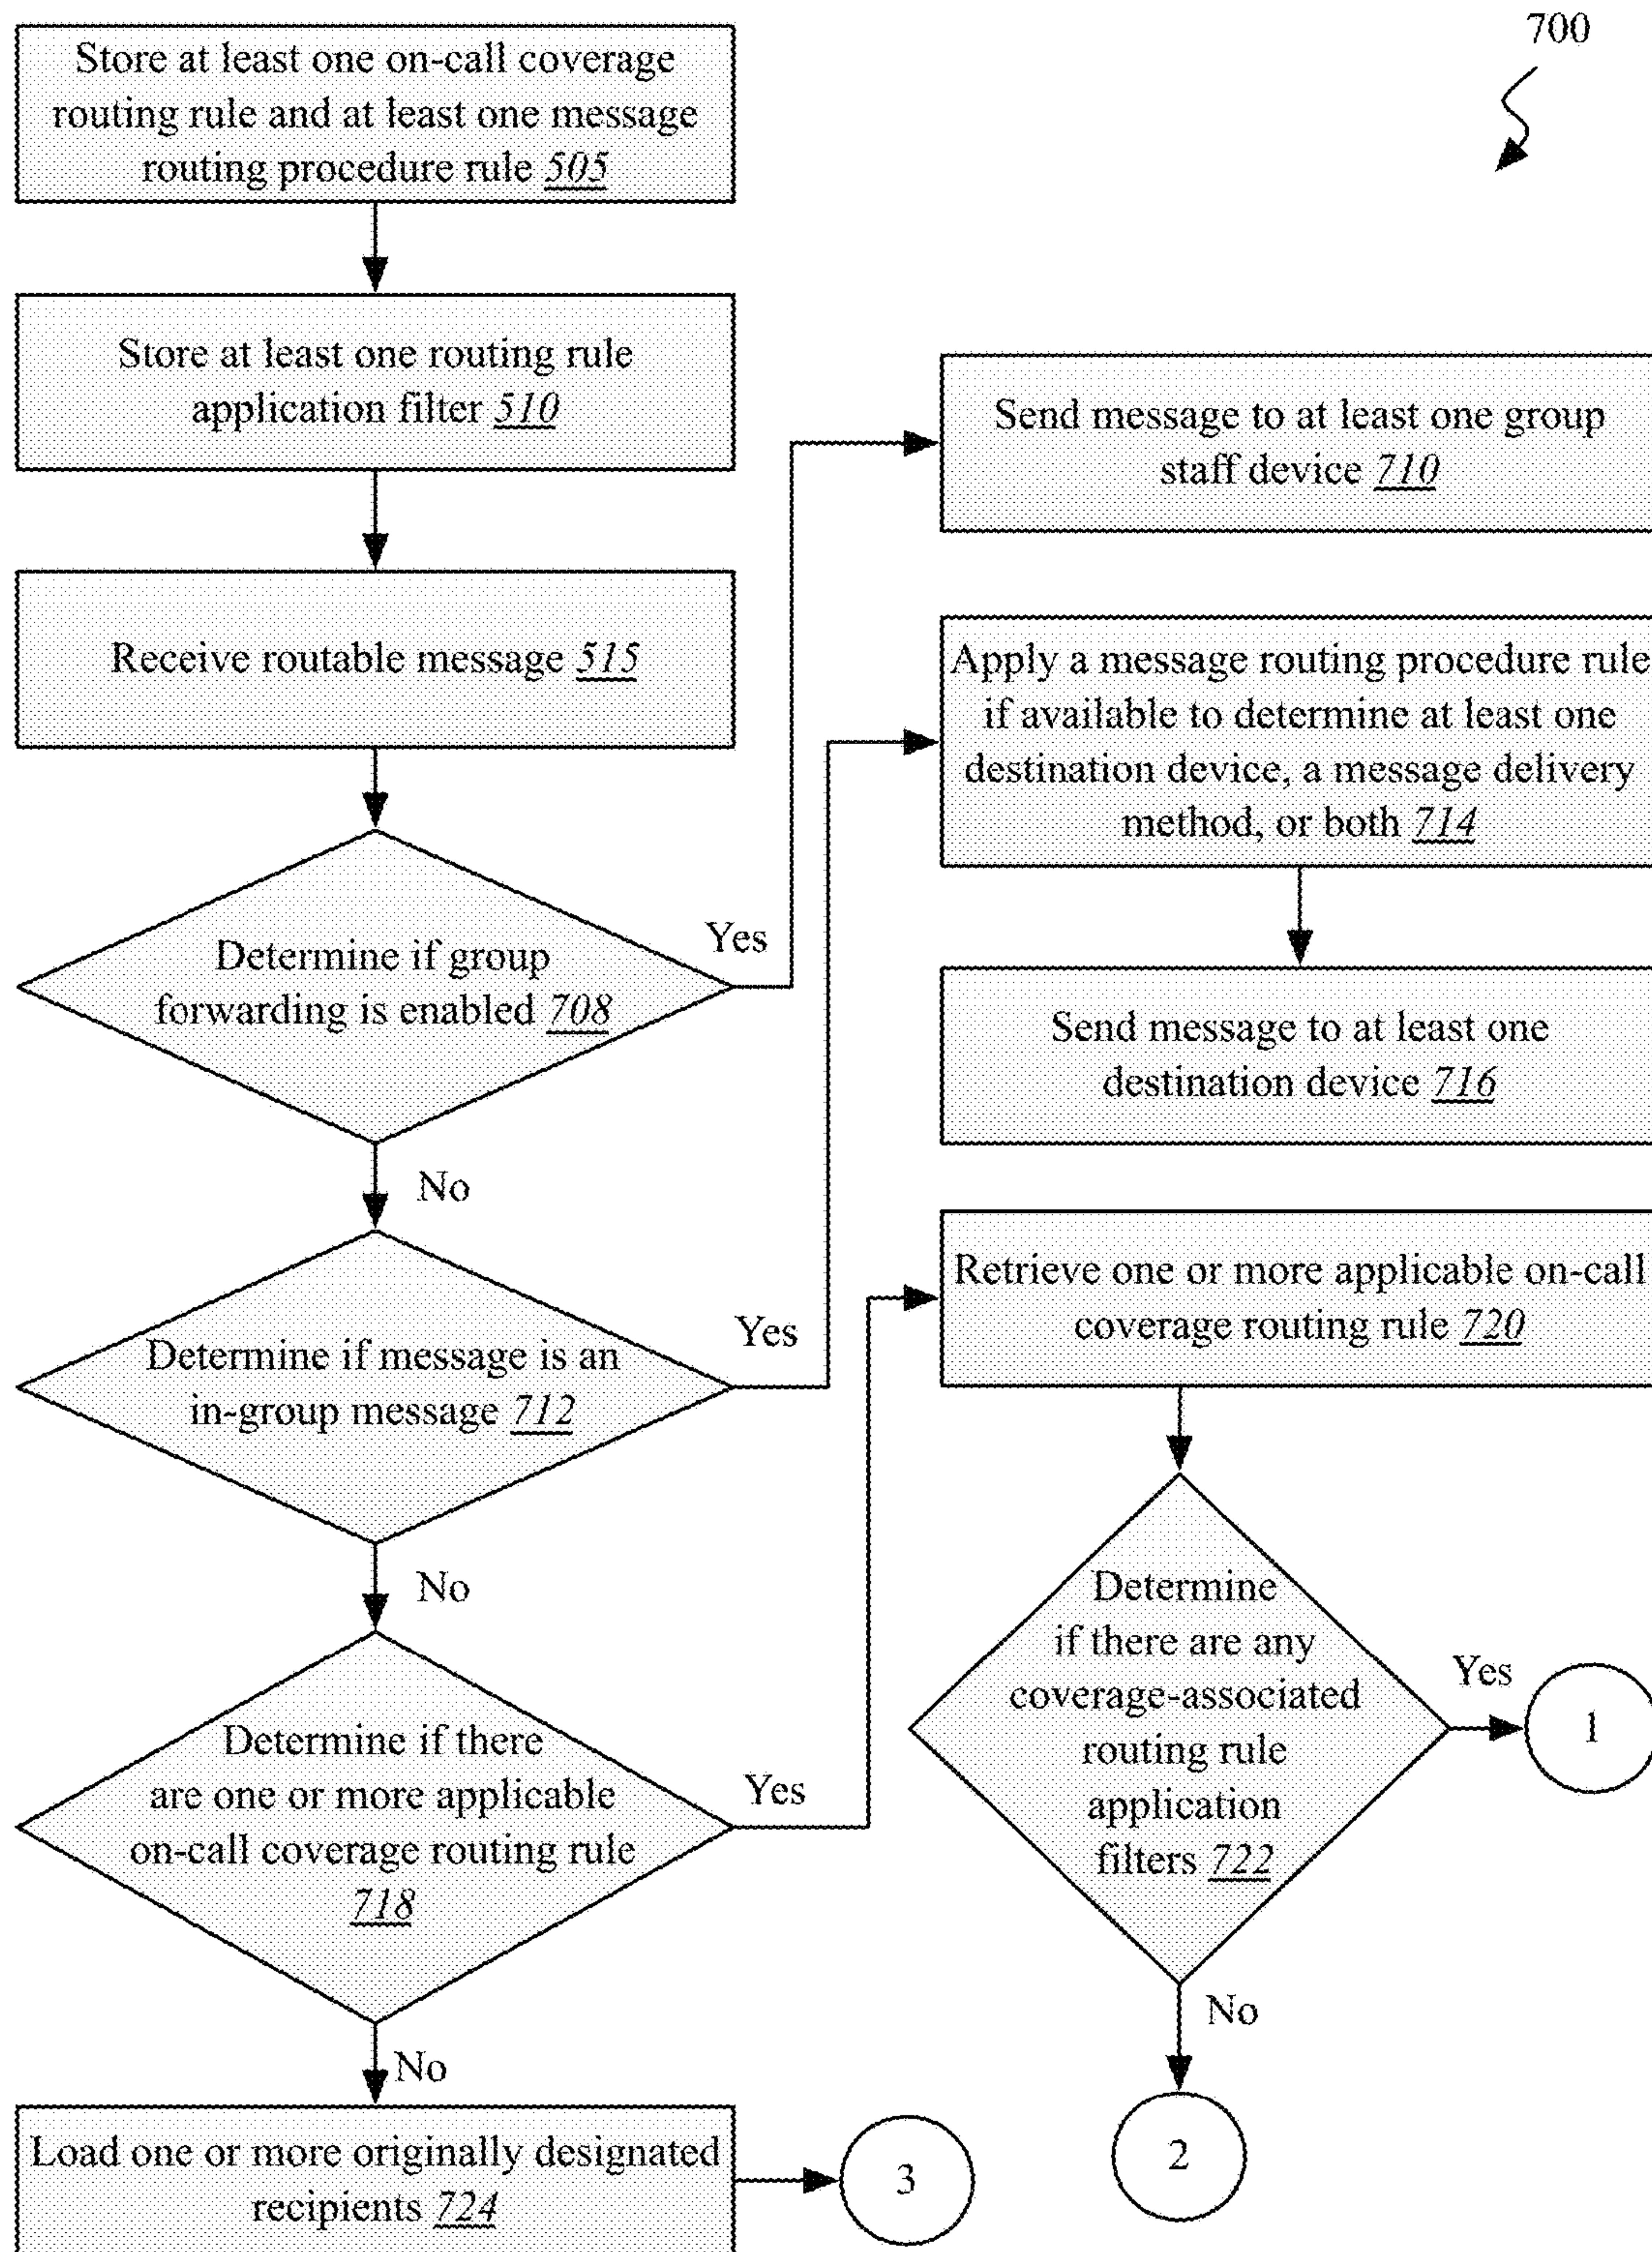 700
Store at least one on-call coverage
routing rule and at least one message
routing procedure rule 505
Store at least one routing rule
application filter 510
Receive routable message 515
Determine if group
forwarding is enabled 708
Yes
No
Send message to at least one group
staff device 710
Determine if message is an
in-group message 712
Yes
No
Apply a message routing procedure rule
if available to determine at least one
destination device, a message delivery
method, or both 714
Send message to at least one
destination device 716
Determine if there
are one or more applicable
on-call coverage routing rule
718
Yes
No
Retrieve one or more applicable on-call
coverage routing rule 720
Determine
if there are any
coverage-associated
routing rule
application
filters 722
Yes
1
No
2
Load one or more originally designated
recipients 724
3